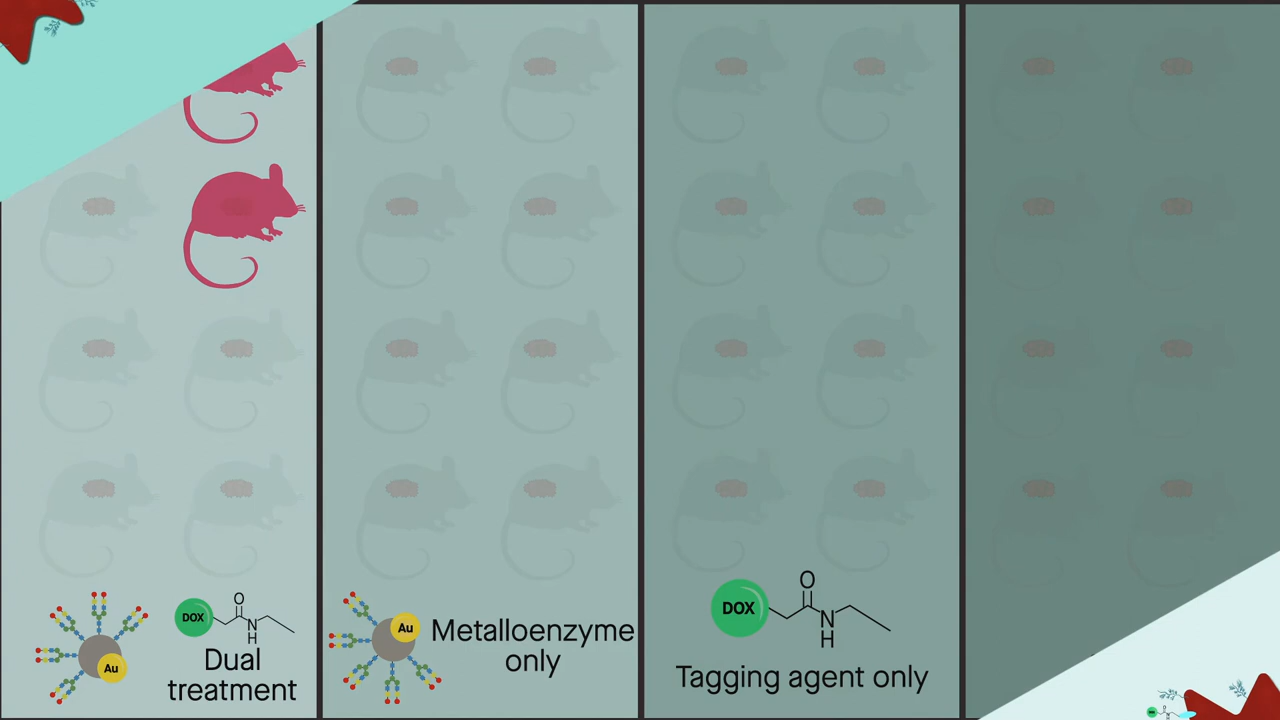 DOX
O
N
H
Au
Dual
treatment
Au
Metalloenzyme
only
DOX
O
N
H
Tagging agent only